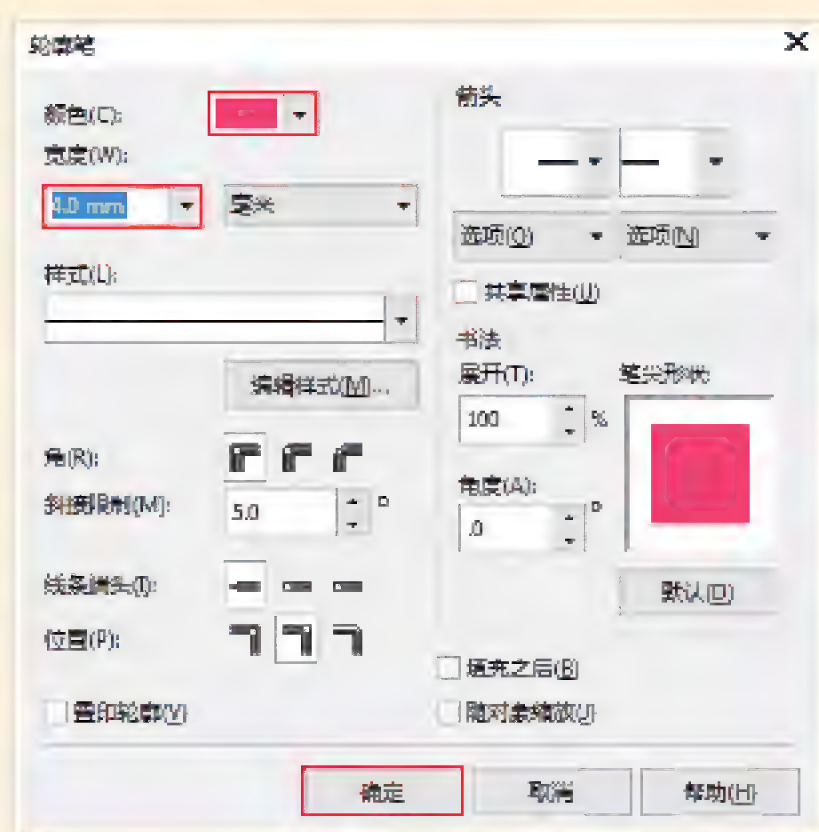 轮廓笔
颜色(C):
宽度(W):
4.0 mm
毫米
样式(L):
编辑样式(M)...
角(R):
斜接限制(M):
5.0
°
线条端头(I):
位置(P):
叠印轮廓(V)
箭头
选项(O)
选项(N)
共享属性(U)
书法
展开(T):
笔尖形状:
100
%
角度(A):
.0
°
默认(D)
填充之后(B)
随对象缩放(J)
确定
取消
帮助(H)